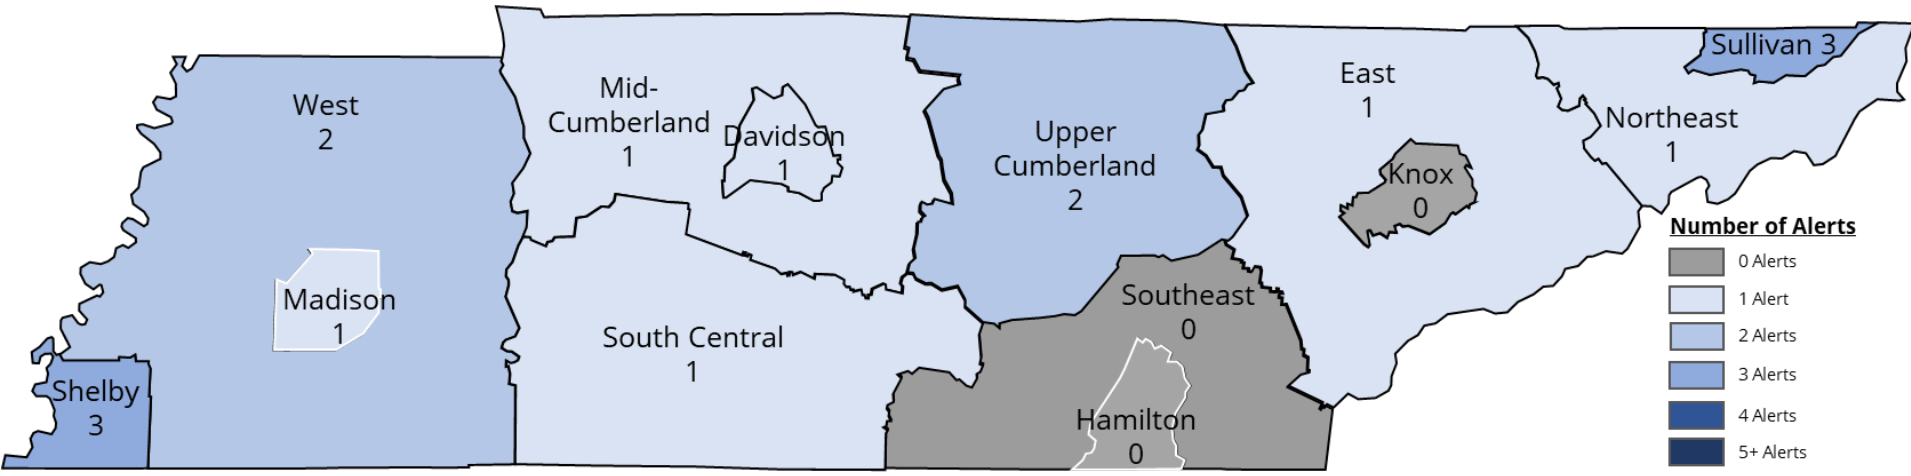 Sullivan 3
East
1
Mid-
Cumberland
1
West
2
Northeast
1
Davidson
1
Upper
Cumberland
2
Knox
0
Number of Alerts
0 Alerts
1 Alert
2 Alerts
3 Alerts
4 Alerts
5+ Alerts
Madison
1
Southeast
0
South Central
1
Shelby
3
Hamilton
0